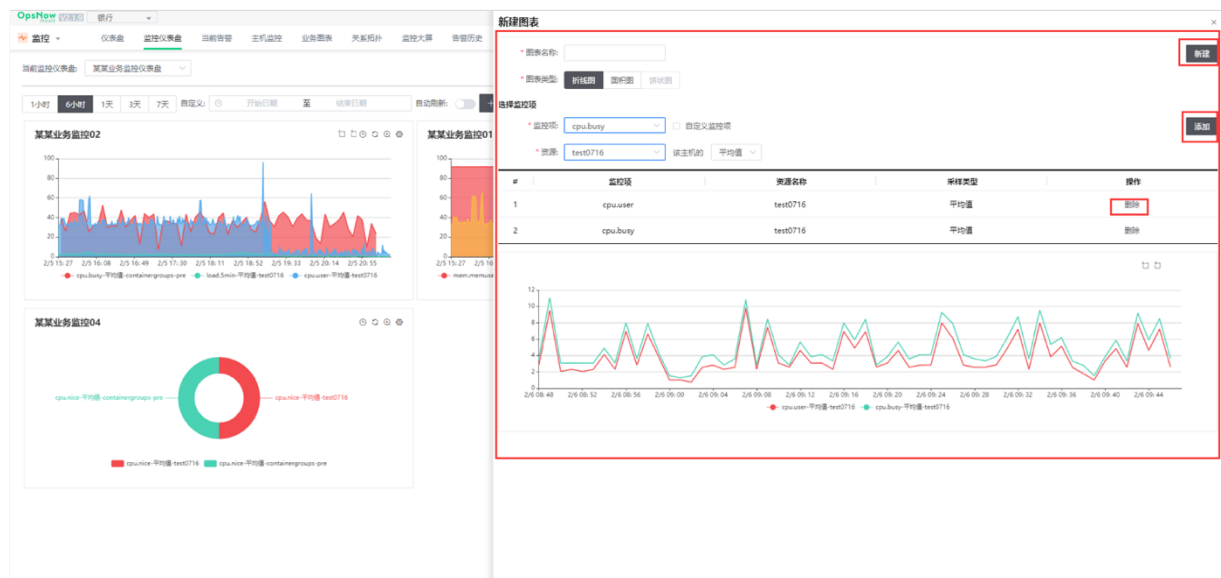 OpsNow V2.1.0 银行
监控 仪表盘 监控仪表盘 当前告警 主机监控 业务图表 关系拓扑 监控大屏 告警历史
当前监控仪表盘: 某某业务监控仪表盘
1小时 6小时 1天 3天 7天 自定义: 开始日期 至 结束日期 自动刷新:
某某业务监控02
100
80
60
40
20
0
2/5 15:27 2/5 16:08 2/5 16:49 2/5 17:30 2/5 18:11 2/5 18:52 2/5 19:33 2/5 20:14 2/5 20:55
cpu.busy-平均值-containergroups-pre load.5min-平均值-test0716 cpu.user-平均值-test0716
某某业务监控01
100
80
60
40
20
0
2/5 15:27 2/5 16
mem.memuse
某某业务监控04
cpu.nice-平均值-containergroups-pre cpu.nice-平均值-test0716
cpu.nice-平均值-test0716 cpu.nice-平均值-containergroups-pre
新建图表 ×
* 图表名称: 新建
* 图表类型: 折线图 面积图 饼状图
选择监控项
* 监控项: cpu.busy 自定义监控项 添加
* 资源: test0716 该主机的 平均值
# 监控项 资源名称 采样类型 操作
1 cpu.user test0716 平均值 删除
2 cpu.busy test0716 平均值 删除
12
10
8
6
4
2
0
2/6 08:48 2/6 08:52 2/6 08:56 2/6 09:00 2/6 09:04 2/6 09:08 2/6 09:12 2/6 09:16 2/6 09:20 2/6 09:24 2/6 09:28 2/6 09:32 2/6 09:36 2/6 09:40 2/6 09:44
cpu.user-平均值-test0716 cpu.busy-平均值-test0716